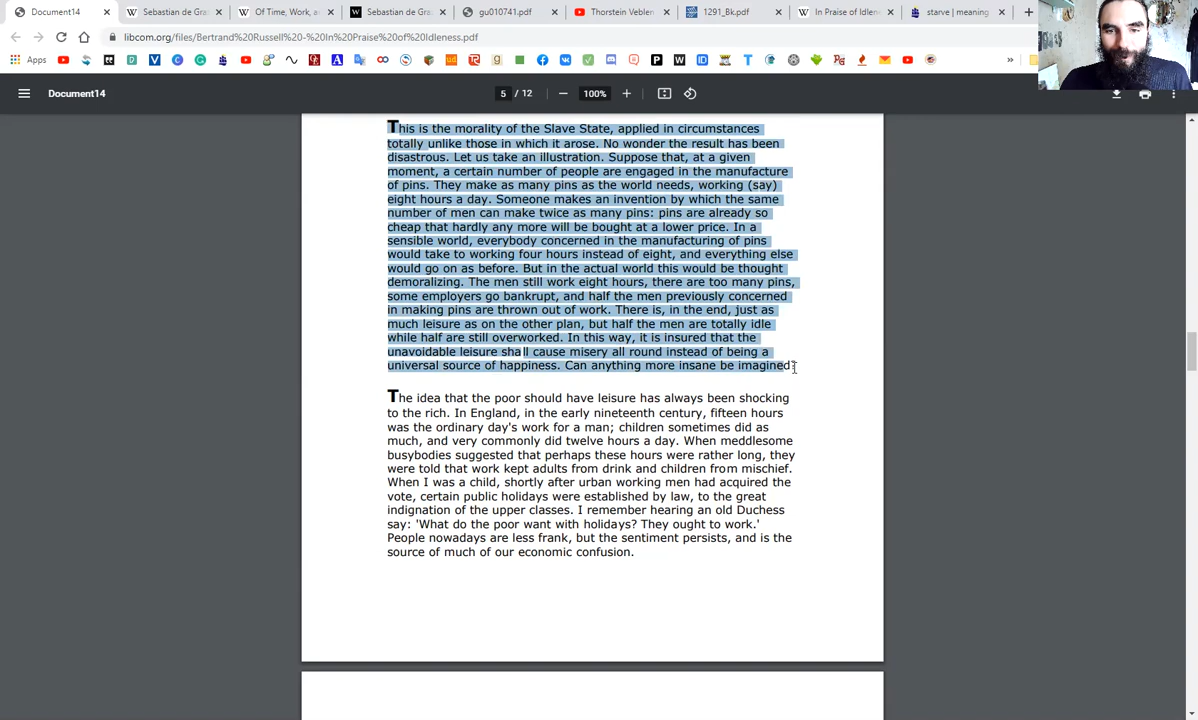 Document14
Sebastian de Gra
Of Time, Work, a
Sebastian de Gra
gu010741.pdf
Thorstein Veblen
1291_Bk.pdf
In Praise of Idlen
starve | meaning
libcom.org/files/Bertrand%20Russell%20-%20In%20Praise%20of%20Idleness.pdf
Apps
Document14
5 / 12
100%
This is the morality of the Slave State, applied in circumstances
totally unlike those in which it arose. No wonder the result has been
disastrous. Let us take an illustration. Suppose that, at a given
moment, a certain number of people are engaged in the manufacture
of pins. They make as many pins as the world needs, working (say)
eight hours a day. Someone makes an invention by which the same
number of men can make twice as many pins: pins are already so
cheap that hardly any more will be bought at a lower price. In a
sensible world, everybody concerned in the manufacturing of pins
would take to working four hours instead of eight, and everything else
would go on as before. But in the actual world this would be thought
demoralizing. The men still work eight hours, there are too many pins,
some employers go bankrupt, and half the men previously concerned
in making pins are thrown out of work. There is, in the end, just as
much leisure as on the other plan, but half the men are totally idle
while half are still overworked. In this way, it is insured that the
unavoidable leisure shall cause misery all round instead of being a
universal source of happiness. Can anything more insane be imagined?
The idea that the poor should have leisure has always been shocking
to the rich. In England, in the early nineteenth century, fifteen hours
was the ordinary day's work for a man; children sometimes did as
much, and very commonly did twelve hours a day. When meddlesome
busybodies suggested that perhaps these hours were rather long, they
were told that work kept adults from drink and children from mischief.
When I was a child, shortly after urban working men had acquired the
vote, certain public holidays were established by law, to the great
indignation of the upper classes. I remember hearing an old Duchess
say: 'What do the poor want with holidays? They ought to work.'
People nowadays are less frank, but the sentiment persists, and is the
source of much of our economic confusion.